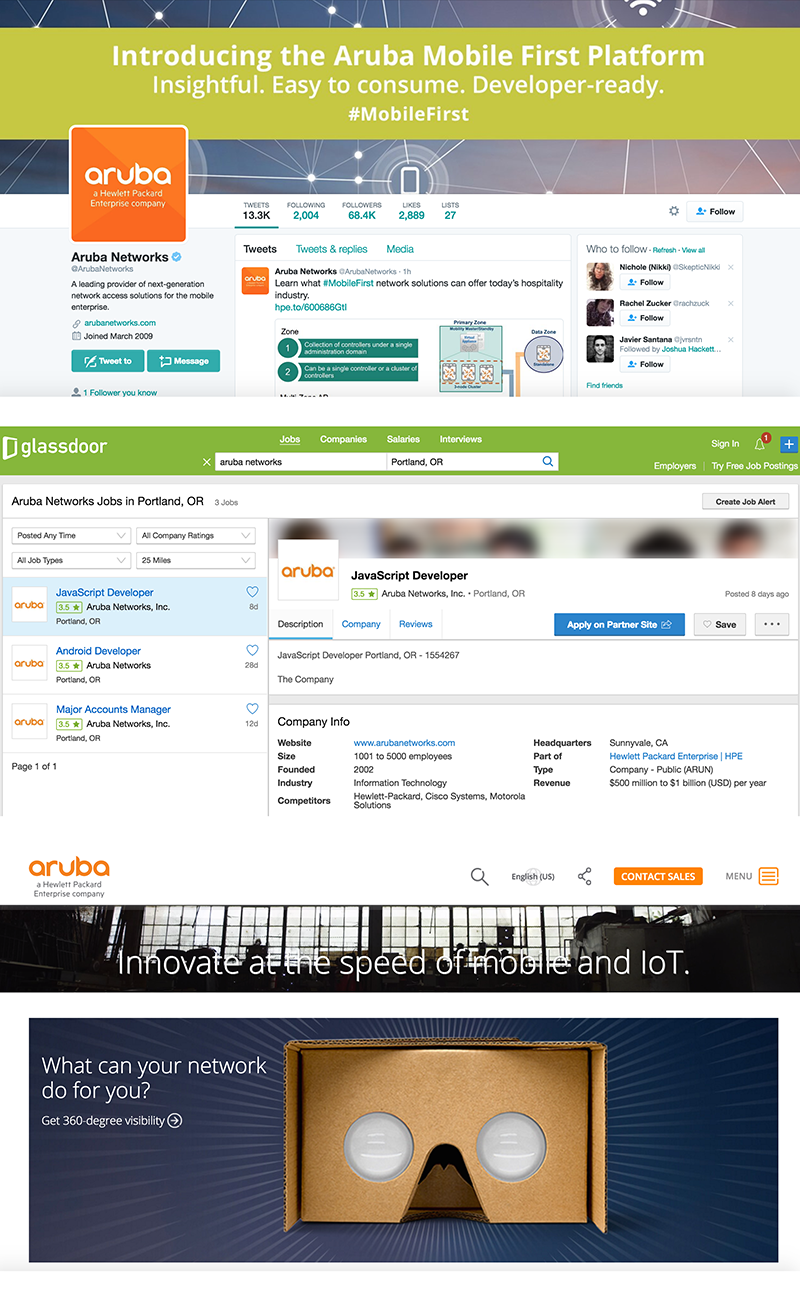 Introducing the Aruba Mobile First Platform
Insightful. Easy to consume. Developer-ready.
#MobileFirst
aruba
a Hewlett Packard
Enterprise company
TWEETS
13.3K
FOLLOWING
2,004
FOLLOWERS
68.4K
LIKES
2,889
LISTS
27
Follow
Aruba Networks
@ArubaNetworks
A leading provider of next-generation
network access solutions for the mobile
enterprise.
arubanetworks.com
Joined March 2009
Tweet to
Message
1 Follower you know
Tweets
Tweets & replies
Media
aruba
Aruba Networks @ArubaNetworks · 1h
Learn what #MobileFirst network solutions can offer today's hospitality
industry.
hpe.to/600686Gtl
Zone
1
Collection of controllers under a single
administration domain
2
Can be a single controller or a cluster of
controllers
Primary Zone
Mobility Master/Standby
3-node Cluster
Data Zone
Standalone
Who to follow · Refresh · View all
Nichole (Nikki) @SkepticNikki
Follow
Rachel Zucker @rachzuck
Follow
Javier Santana @jvrsntn
Followed by Joshua Hackett...
Follow
Find friends
glassdoor
Jobs
Companies
Salaries
Interviews
aruba networks
Portland, OR
Sign In
1
+
Employers
Try Free Job Postings
Aruba Networks Jobs in Portland, OR
3 Jobs
Create Job Alert
Posted Any Time
All Company Ratings
All Job Types
25 Miles
aruba
JavaScript Developer
3.5 ★ Aruba Networks, Inc.
8d
Portland, OR
aruba
Android Developer
3.5 ★ Aruba Networks
28d
Portland, OR
aruba
Major Accounts Manager
3.5 ★ Aruba Networks, Inc.
12d
Portland, OR
Page 1 of 1
aruba
JavaScript Developer
3.5 ★ Aruba Networks, Inc. • Portland, OR
Posted 8 days ago
Description
Company
Reviews
Apply on Partner Site
Save
JavaScript Developer Portland, OR - 1554267
The Company
Company Info
Website www.arubanetworks.com
Size 1001 to 5000 employees
Founded 2002
Industry Information Technology
Competitors Hewlett-Packard, Cisco Systems, Motorola
Solutions
Headquarters Sunnyvale, CA
Part of Hewlett Packard Enterprise | HPE
Type Company - Public (ARUN)
Revenue $500 million to $1 billion (USD) per year
aruba
a Hewlett Packard
Enterprise company
English (US)
CONTACT SALES
MENU
Innovate at the speed of mobile and IoT.
What can your network
do for you?
Get 360-degree visibility